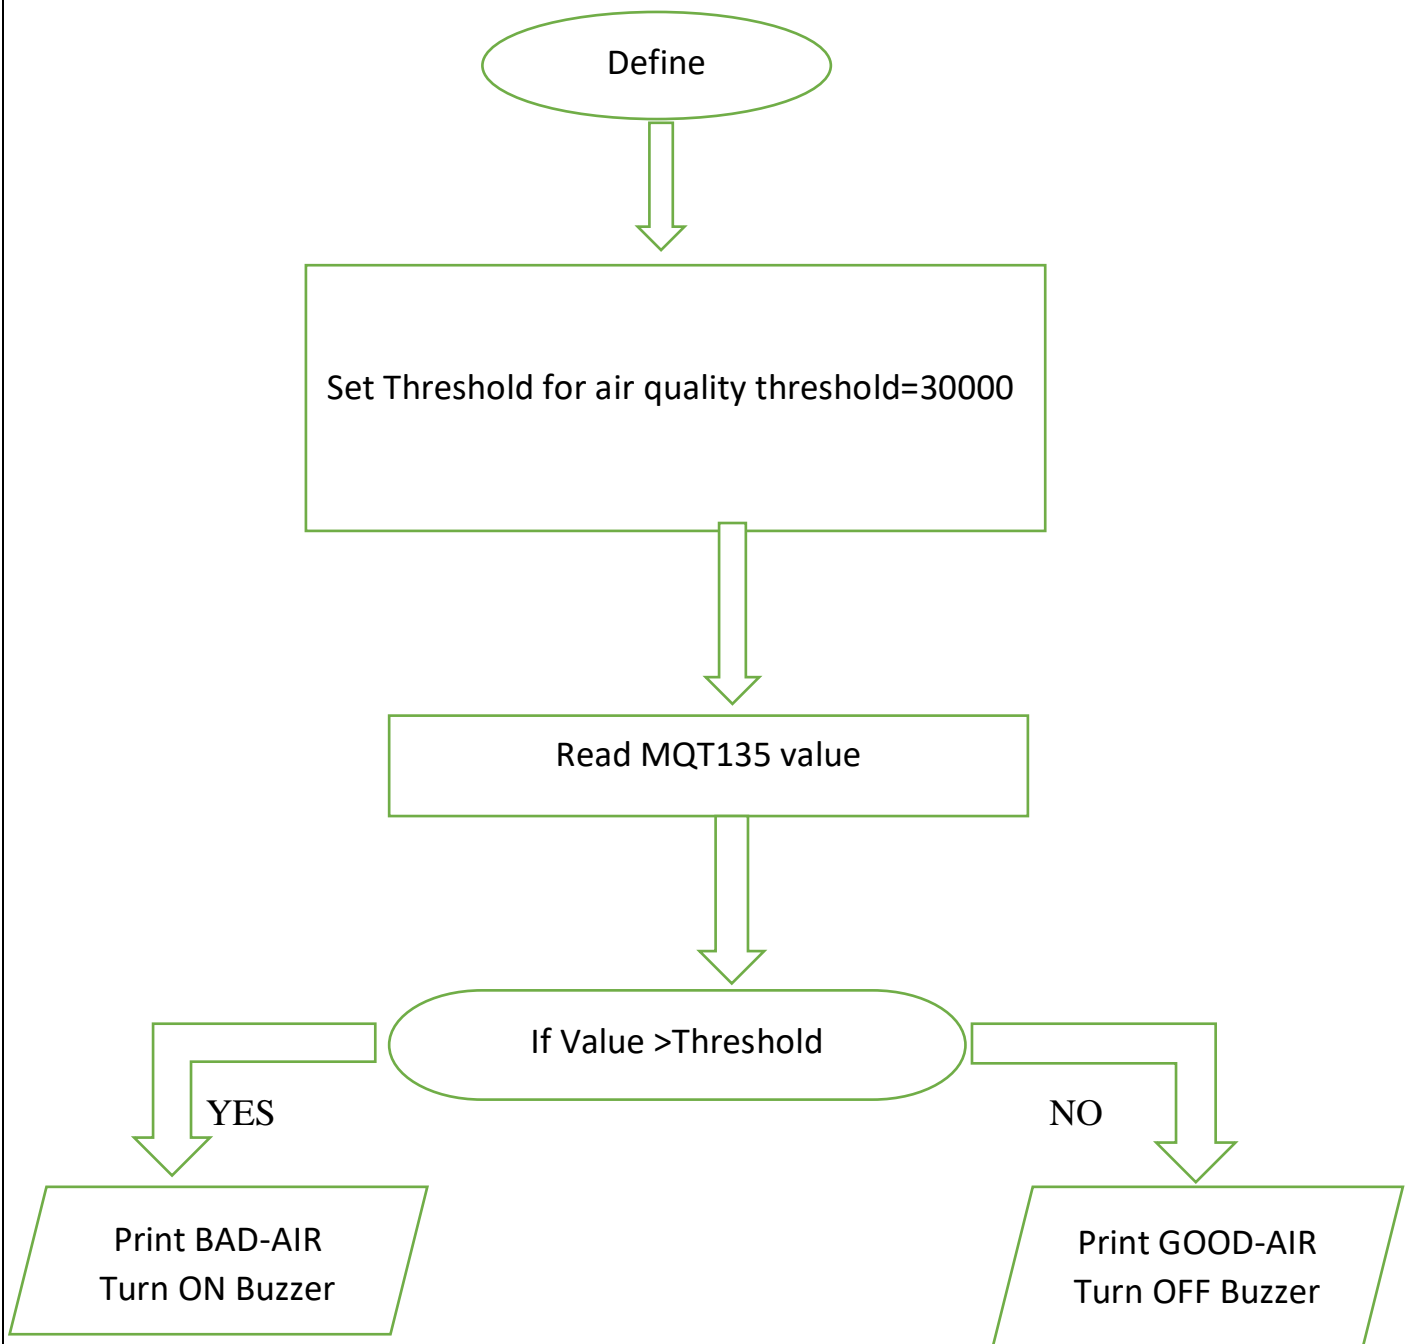 Define
Set Threshold for air quality threshold=30000
Read MQT135 value
If Value >Threshold
YES
NO
Print BAD-AIR
Turn ON Buzzer
Print GOOD-AIR
Turn OFF Buzzer